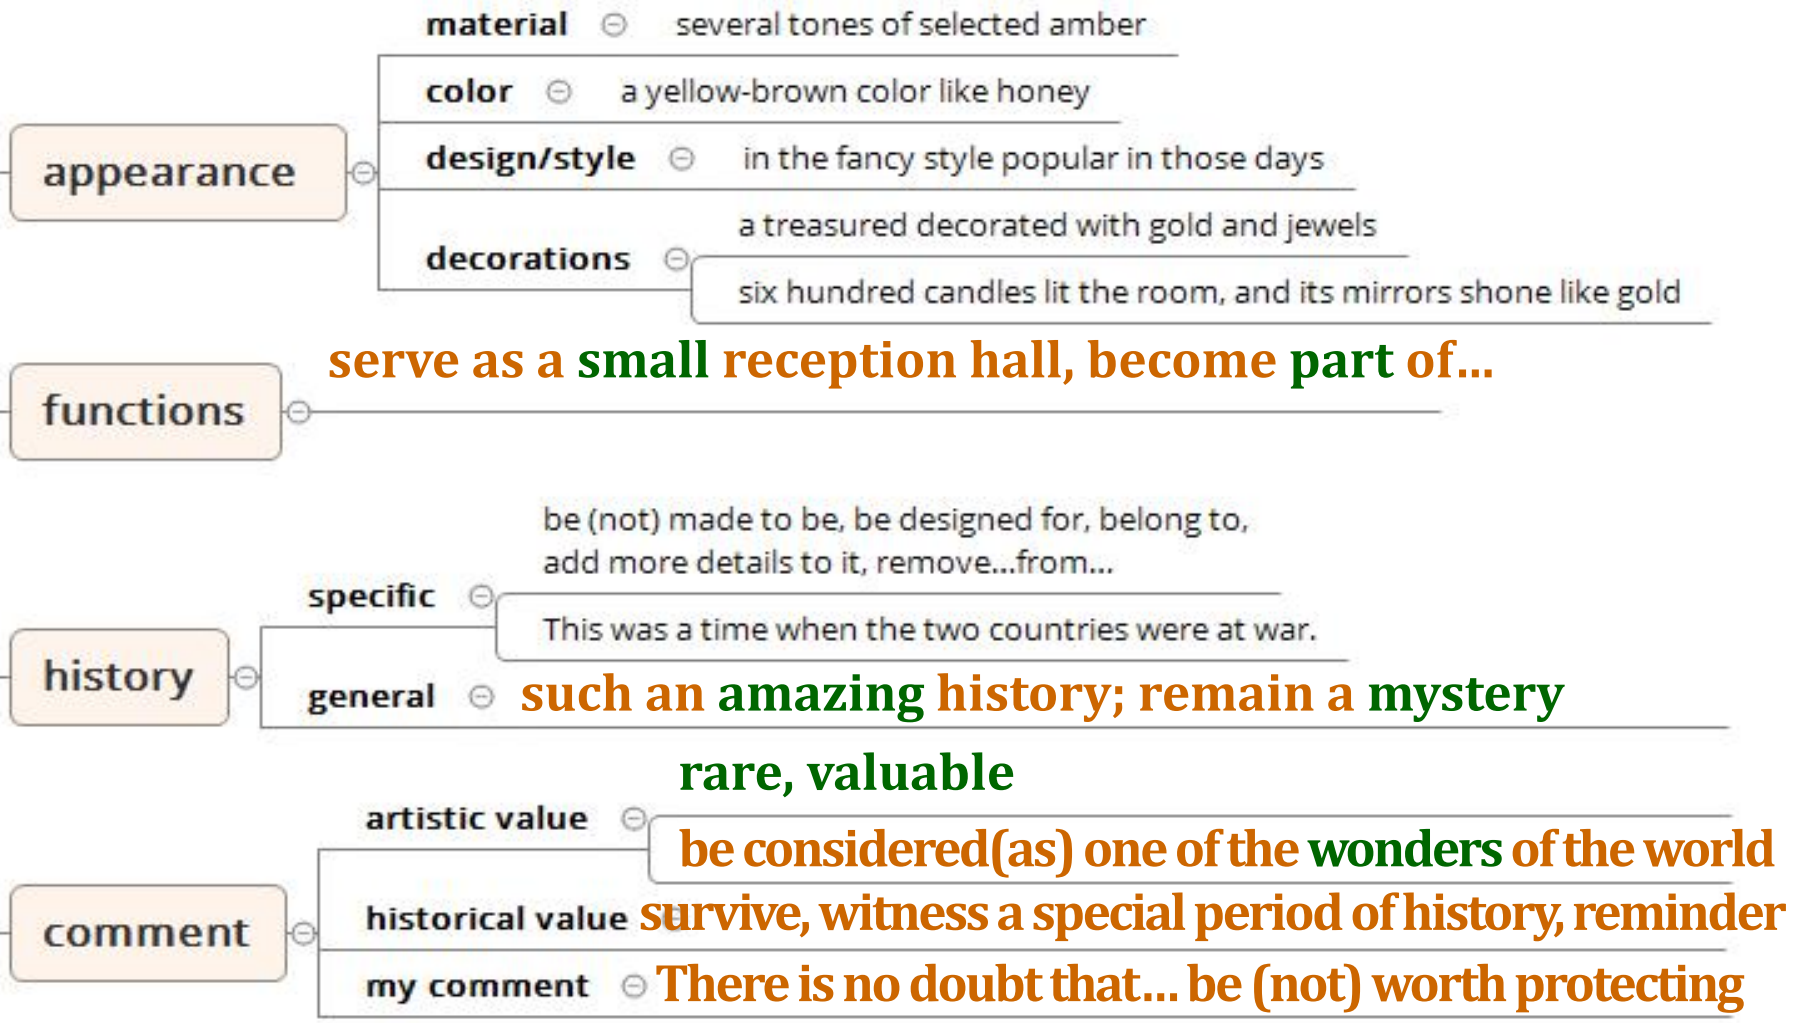 material several tones of selected amber
color a yellow-brown color like honey
appearance
design/style in the fancy style popular in those days
a treasured decorated with gold and jewels
decorations
six hundred candles lit the room, and its mirrors shone like gold
serve as a small reception hall, become part of...
functions
be (not) made to be, be designed for, belong to,
add more details to it, remove...from...
specific
This was a time when the two countries were at war.
history
general such an amazing history; remain a mystery
rare, valuable
artistic value
be considered(as) one of the wonders of the world
historical value survive, witness a special period of history, reminder
comment
my comment There is no doubt that... be (not) worth protecting